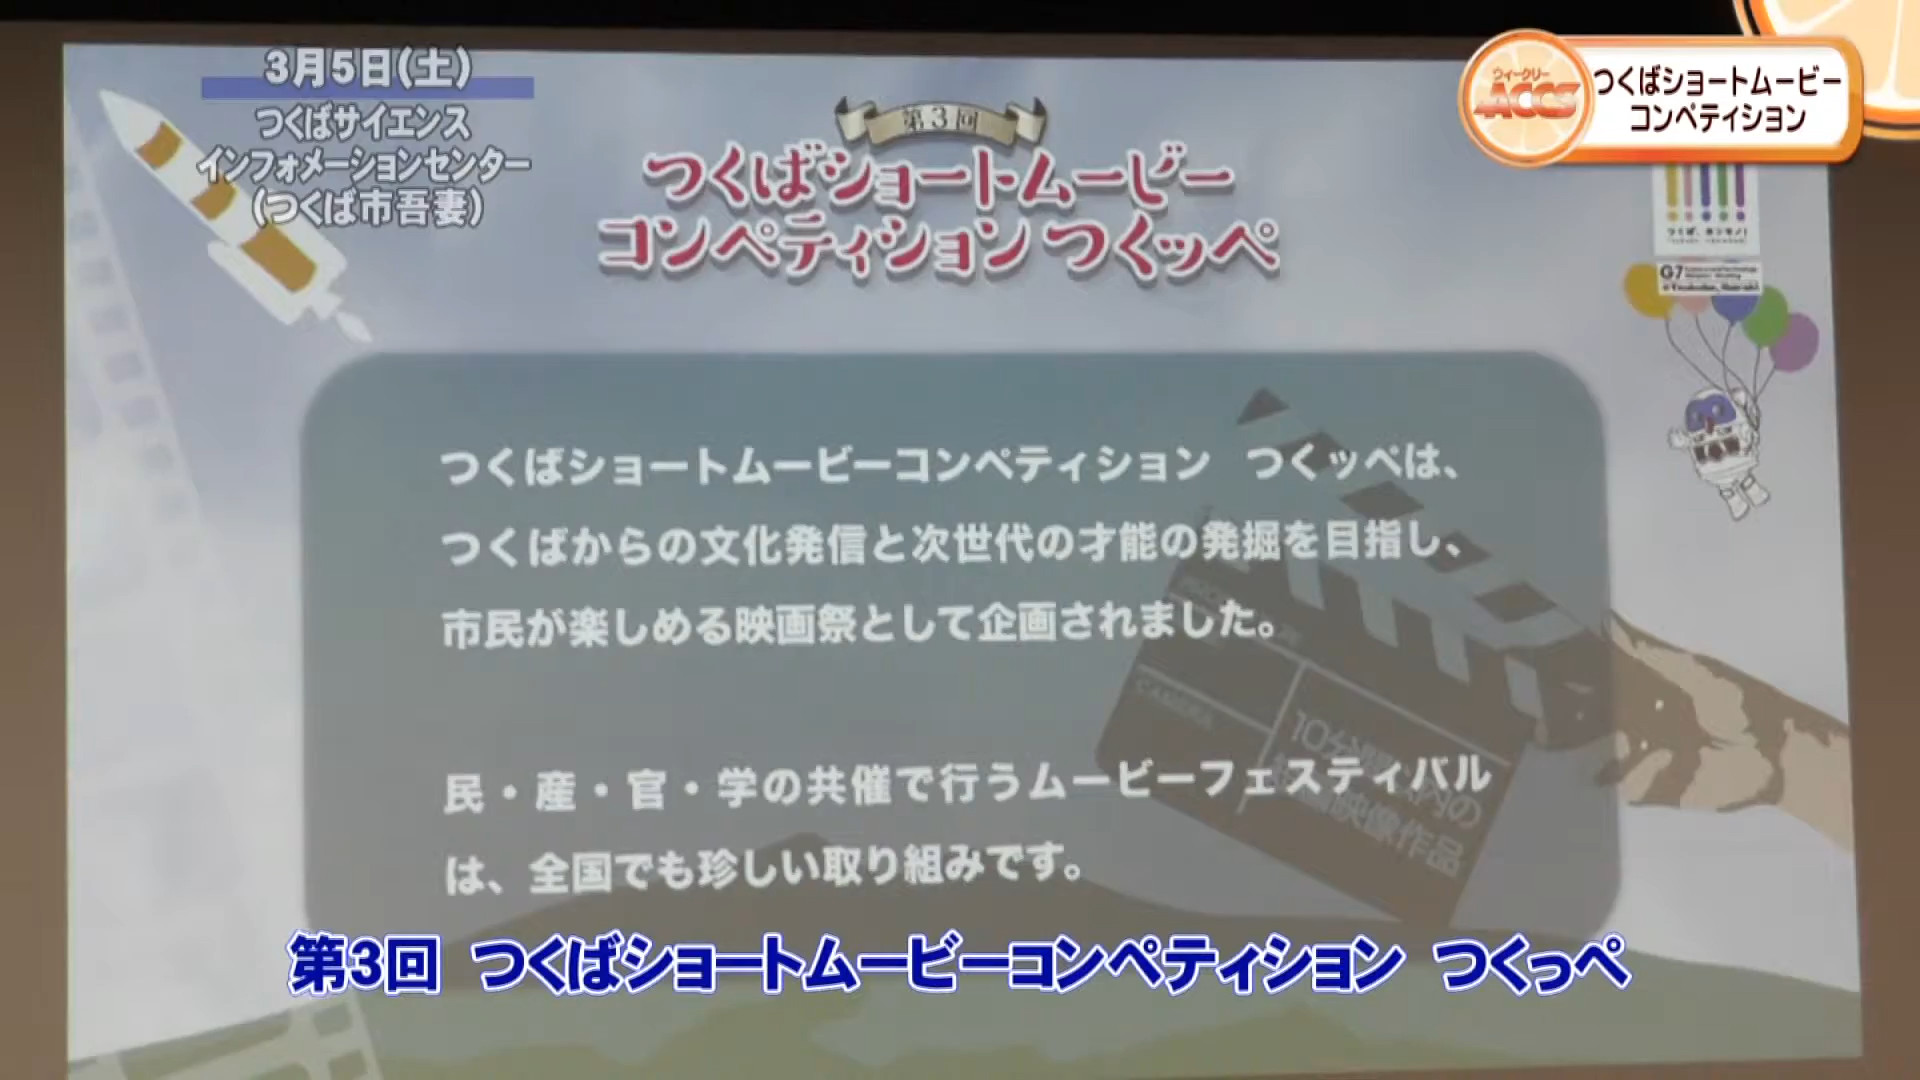 3月5日(土)
つくばサイエンス
インフォメーションセンター
(つくば市吾妻)
ウィークリー
ACCS
つくばショートムービー
コンペティション
第3回
つくばショートムービー
コンペティション つくッペ
G7
つくばショートムービーコンペティション つくッペは、
つくばからの文化発信と次世代の才能の発掘を目指し、
市民が楽しめる映画祭として企画されました。
民・産・官・学の共催で行うムービーフェスティバル
は、全国でも珍しい取り組みです。
CAMERA
10分
内の
映像作品
第3回 つくばショートムービーコンペティション つくっぺ